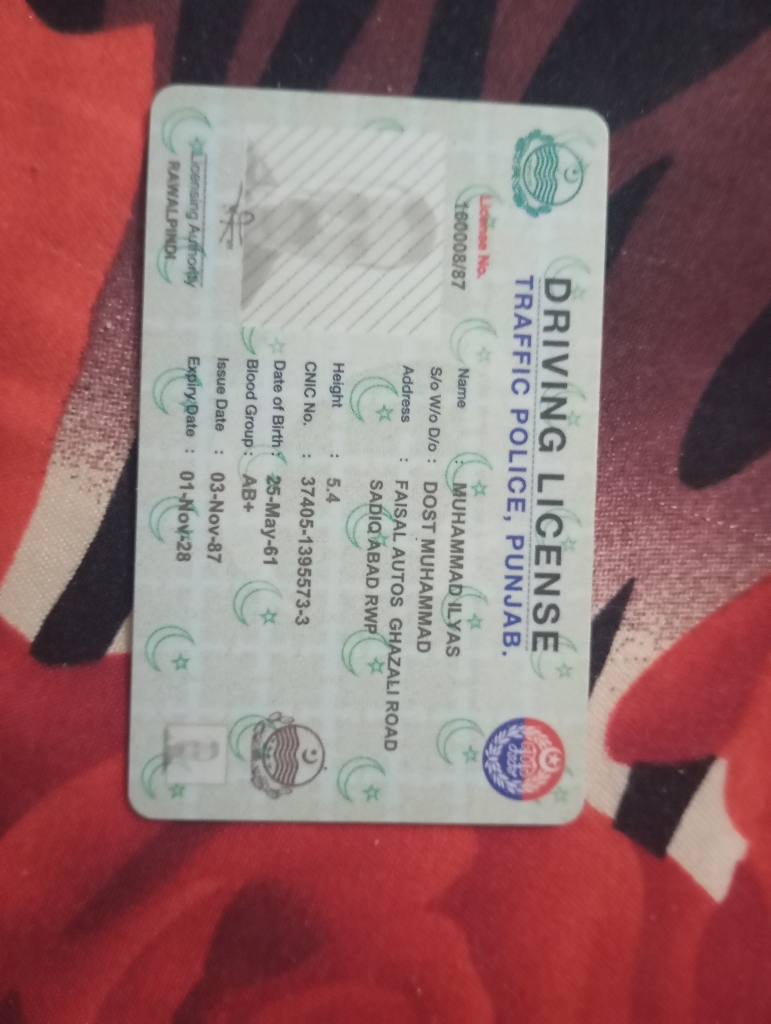 DRIVING LICENSE
TRAFFIC POLICE, PUNJAB.
License No.
160008/87
Name : MUHAMMAD ILYAS
S/o W/o D/o : DOST MUHAMMAD
Address : FAISAL AUTOS GHAZALI ROAD
SADIQ ABAD RWP
Height : 5.4
CNIC No. : 37405-1395573-3
Date of Birth : 25-May-61
Blood Group : AB+
Issue Date : 03-Nov-87
Expiry Date : 01-Nov-28
Licensing Authority
RAWALPINDI.